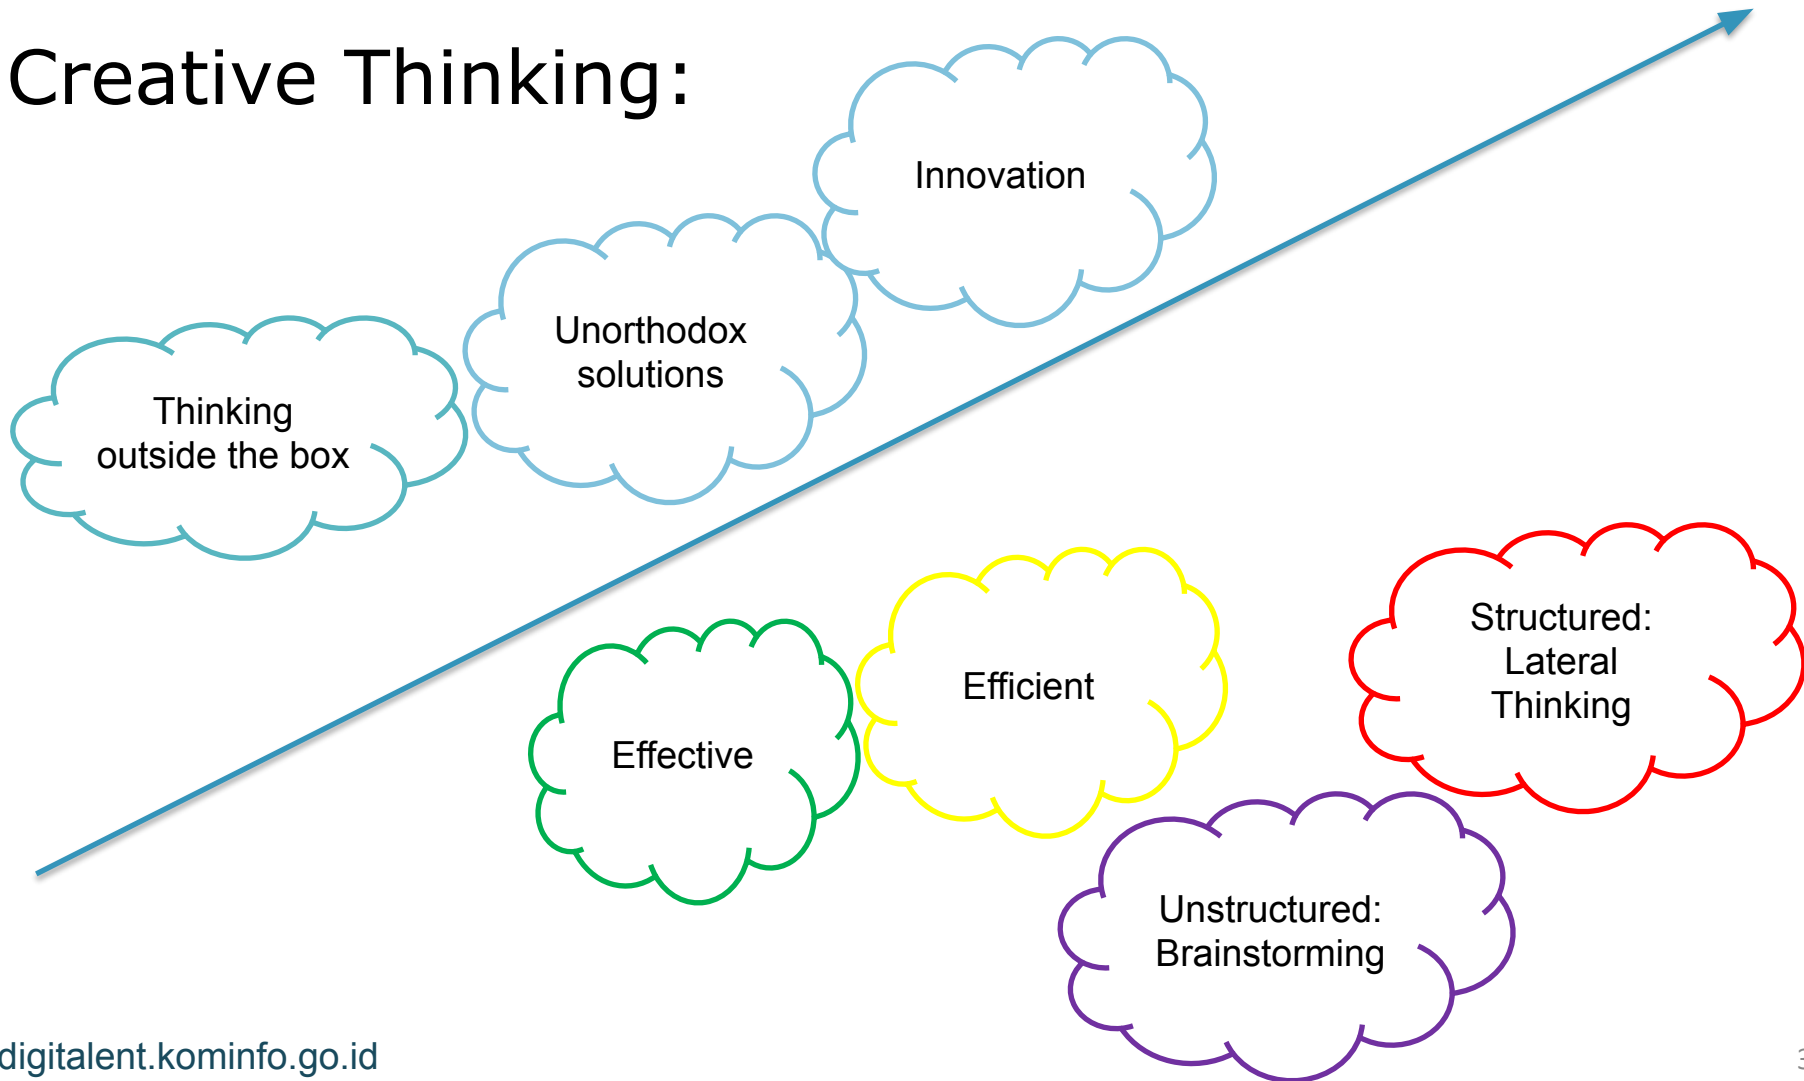 Creative Thinking:
Innovation
Unorthodox
solutions
Thinking
outside the box
Structured:
Lateral
Thinking
Efficient
Effective
Unstructured:
Brainstorming
digitalent.kominfo.go.id